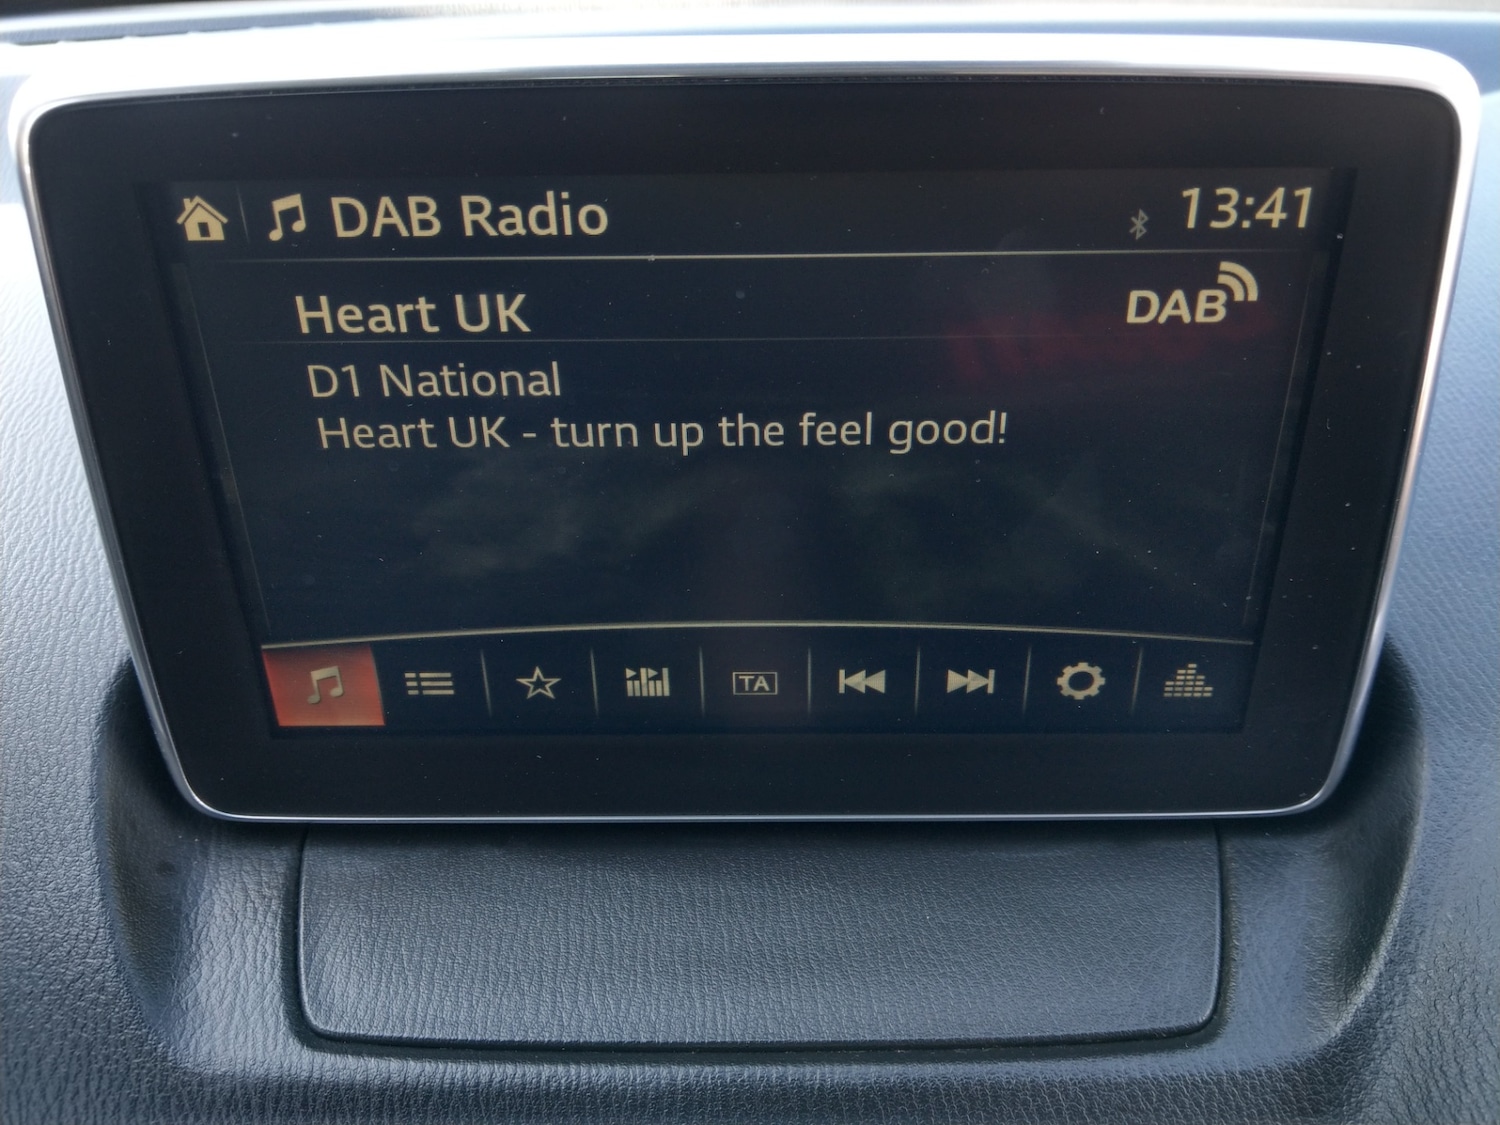 DAB Radio 13:41
Heart UK DAB
D1 National
Heart UK - turn up the feel good!
TA